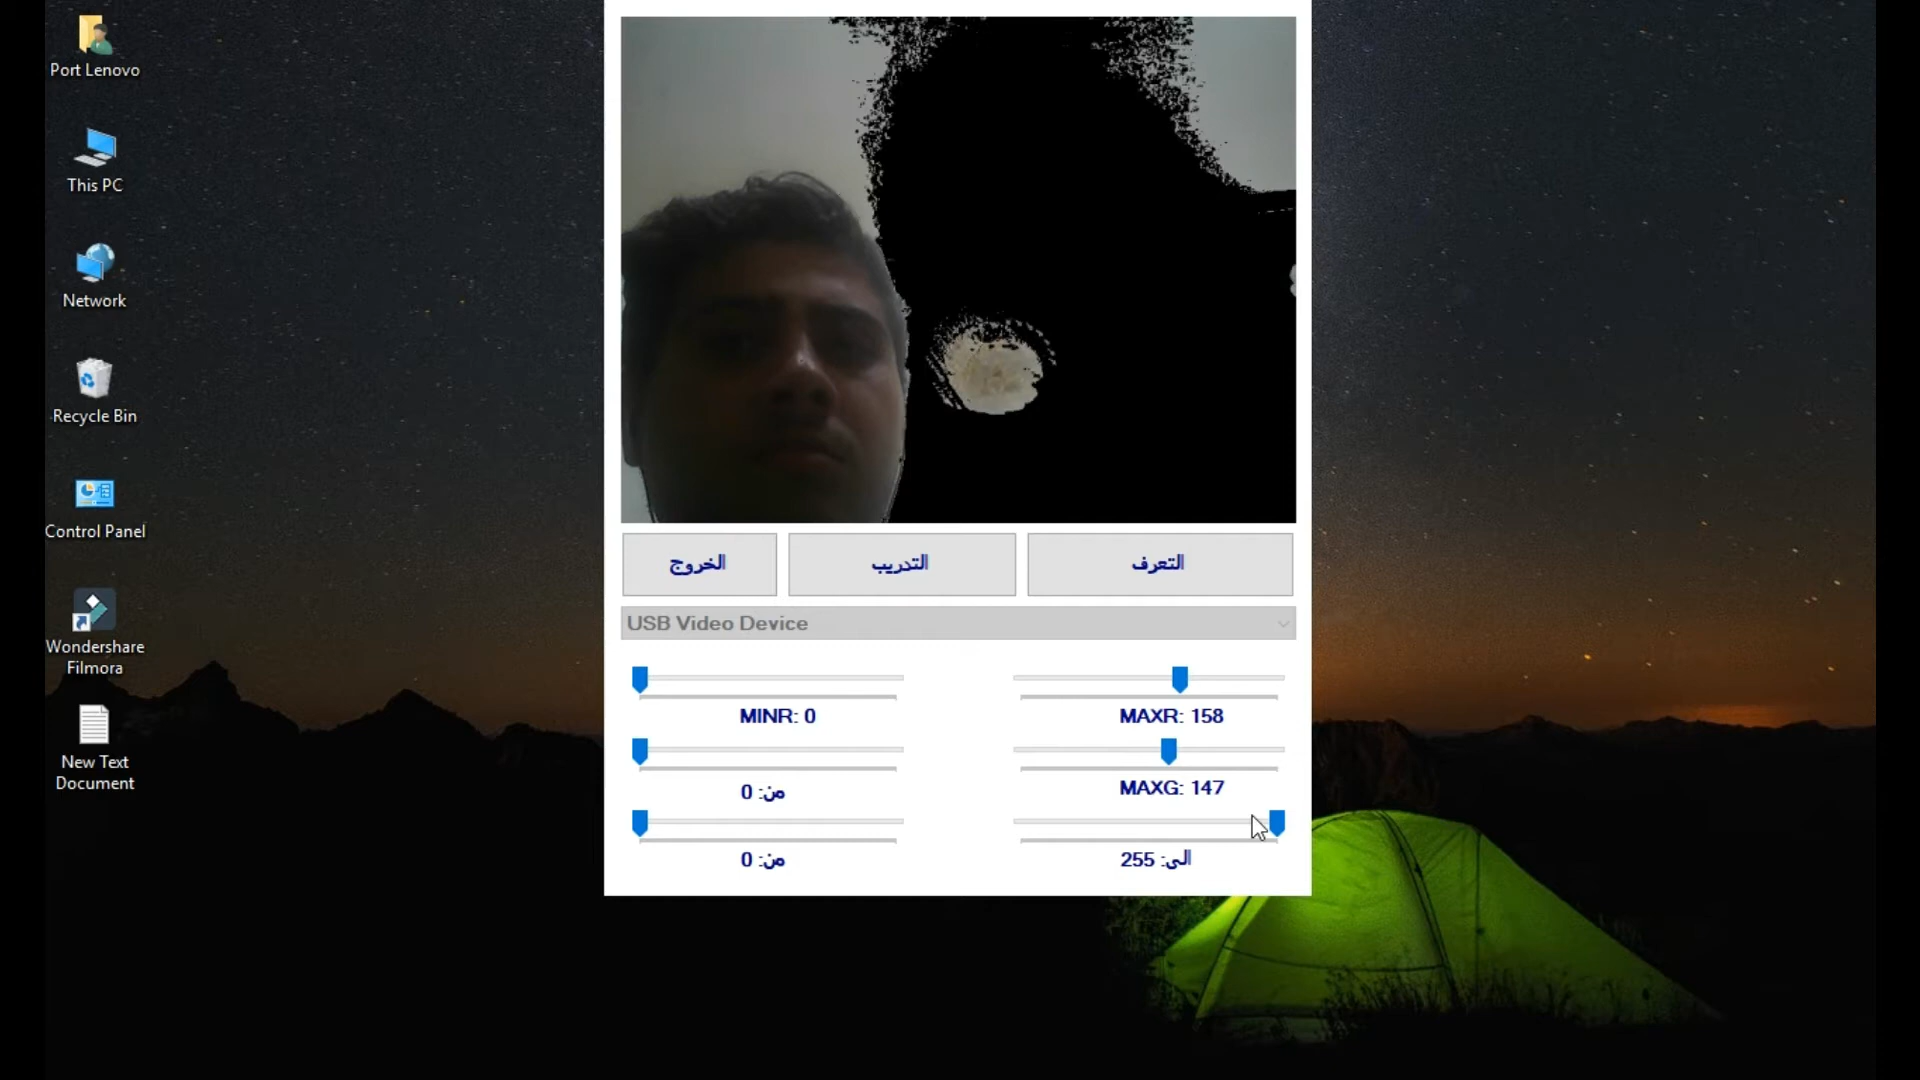 Port Lenovo
This PC
Network
Recycle Bin
Control Panel
Wondershare
Filmora
New Text
Document
الخروج
التدريب
التعرف
USB Video Device
MINR: 0
MAXR: 158
من: 0
MAXG: 147
من: 0
الى: 255